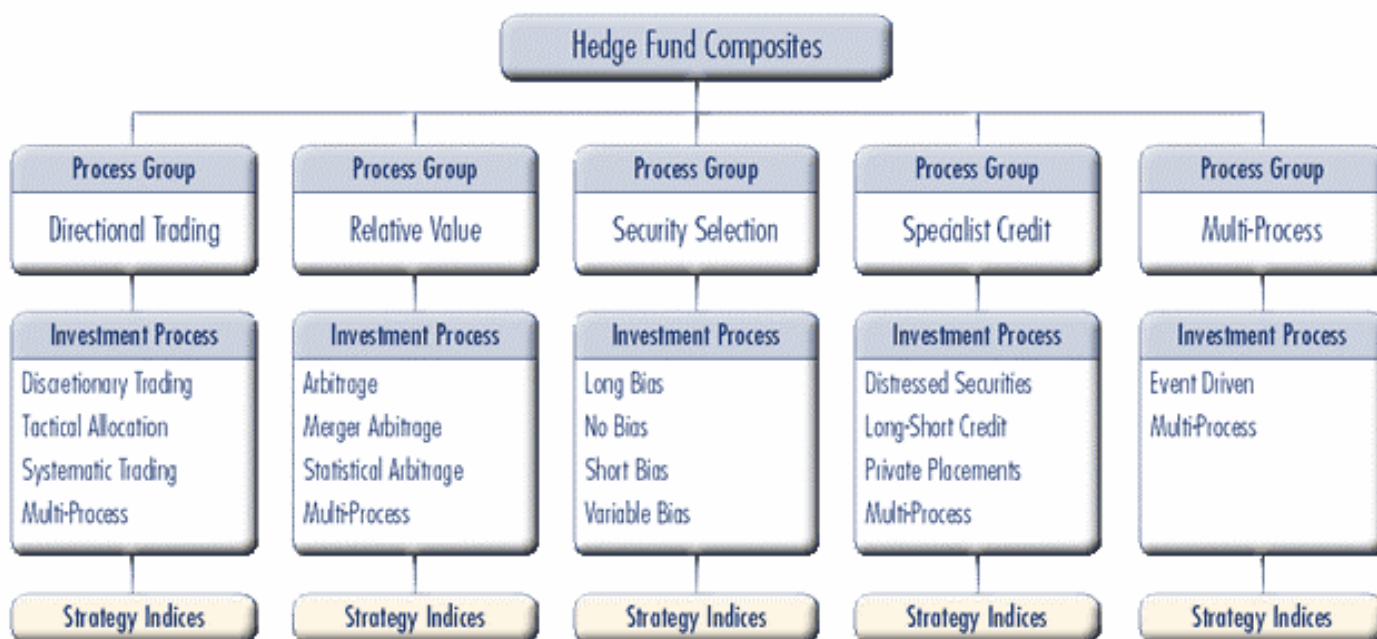 Hedge Fund Composites
Process Group
Directional Trading
Process Group
Relative Value
Process Group
Security Selection
Process Group
Specialist Credit
Process Group
Multi-Process
Investment Process
Discretionary Trading
Tactical Allocation
Systematic Trading
Multi-Process
Investment Process
Arbitrage
Merger Arbitrage
Statistical Arbitrage
Multi-Process
Investment Process
Long Bias
No Bias
Short Bias
Variable Bias
Investment Process
Distressed Securities
Long-Short Credit
Private Placements
Multi-Process
Investment Process
Event Driven
Multi-Process
Strategy Indices
Strategy Indices
Strategy Indices
Strategy Indices
Strategy Indices